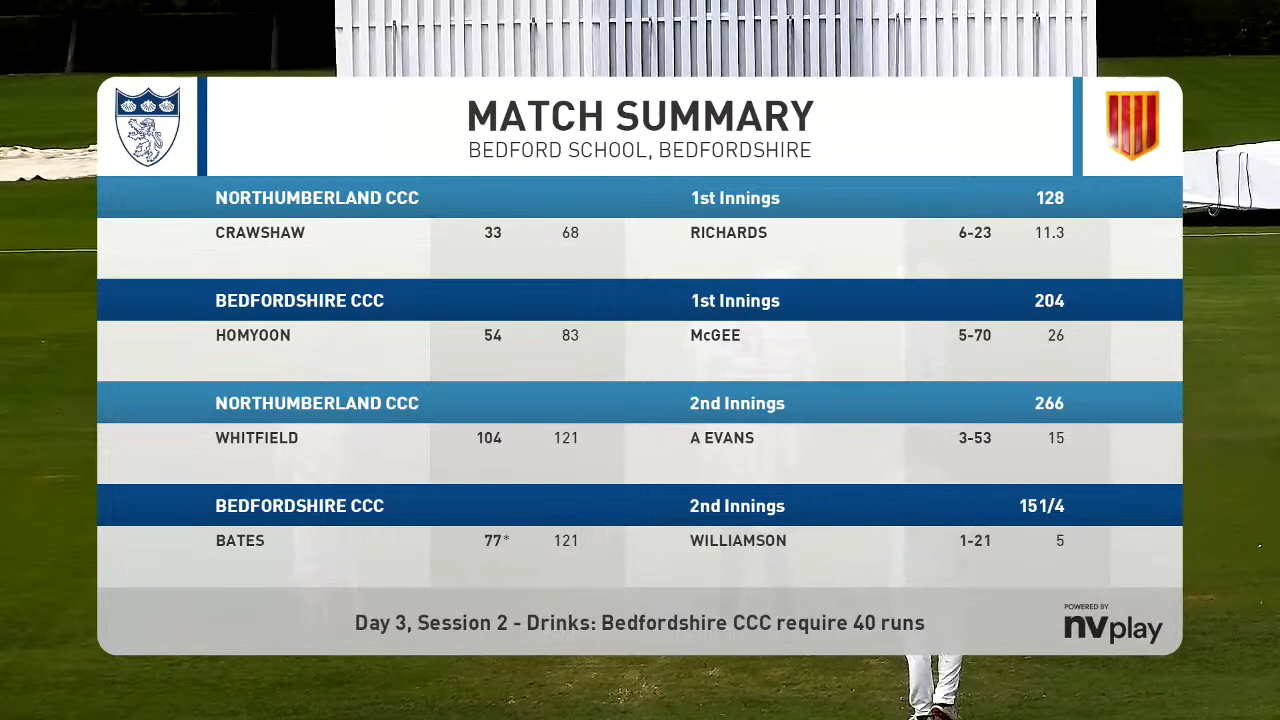 MATCH SUMMARY
BEDFORD SCHOOL, BEDFORDSHIRE
NORTHUMBERLAND CCC 1st Innings 128
CRAWSHAW 33 68 RICHARDS 6-23 11.3
BEDFORDSHIRE CCC 1st Innings 204
HOMYOON 54 83 McGEE 5-70 26
NORTHUMBERLAND CCC 2nd Innings 266
WHITFIELD 104 121 A EVANS 3-53 15
BEDFORDSHIRE CCC 2nd Innings 151/4
BATES 77* 121 WILLIAMSON 1-21 5
Day 3, Session 2 - Drinks: Bedfordshire CCC require 40 runs
POWERED BY
nvplay